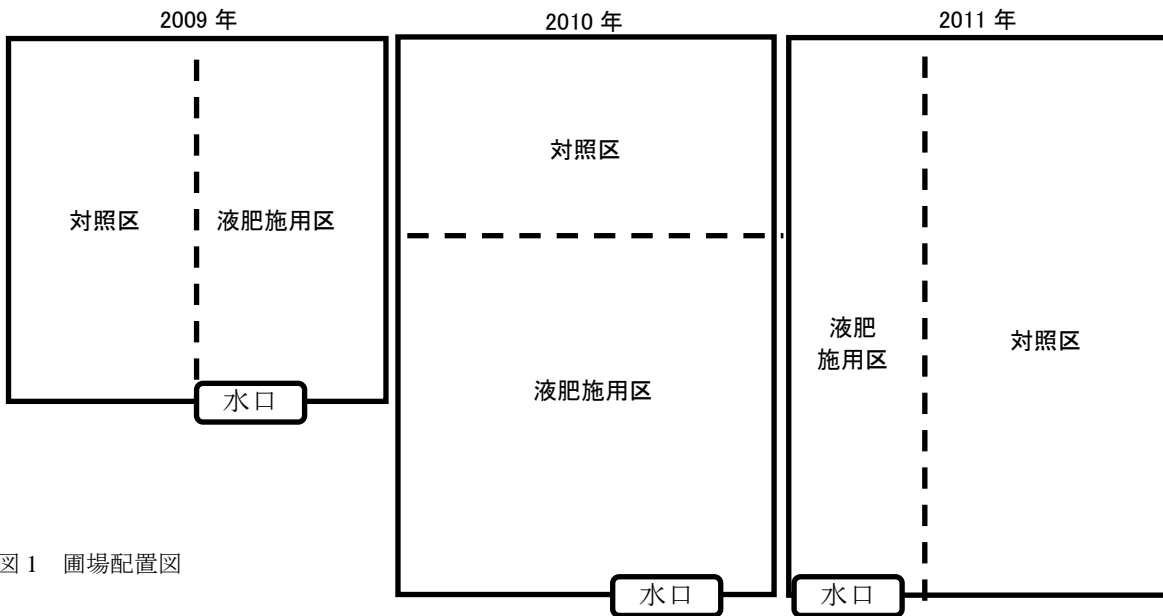 2009 年
対照区
液肥施用区
水口
2010 年
対照区
液肥施用区
水口
2011 年
液肥
施用区
対照区
水口
図 1 圃場配置図